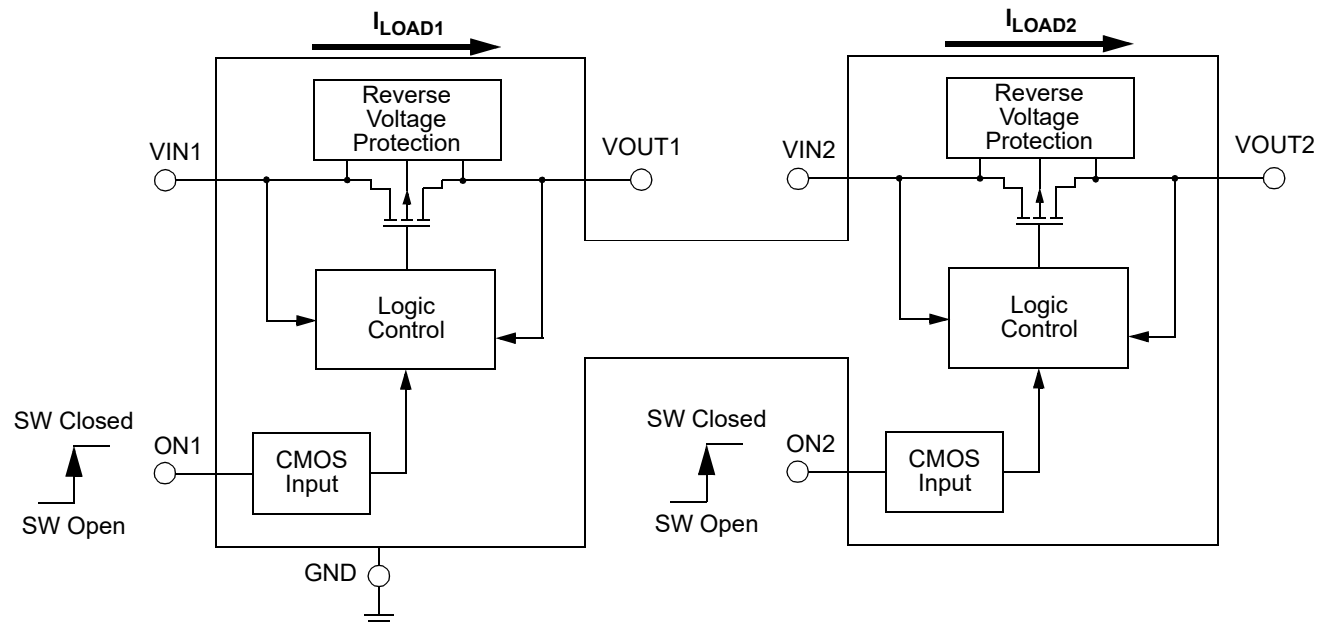 ILOAD1
Reverse
Voltage
Protection
VIN1
VOUT1
Logic
Control
SW Closed
ON1
CMOS
Input
SW Open
GND
ILOAD2
Reverse
Voltage
Protection
VIN2
VOUT2
Logic
Control
SW Closed
ON2
CMOS
Input
SW Open